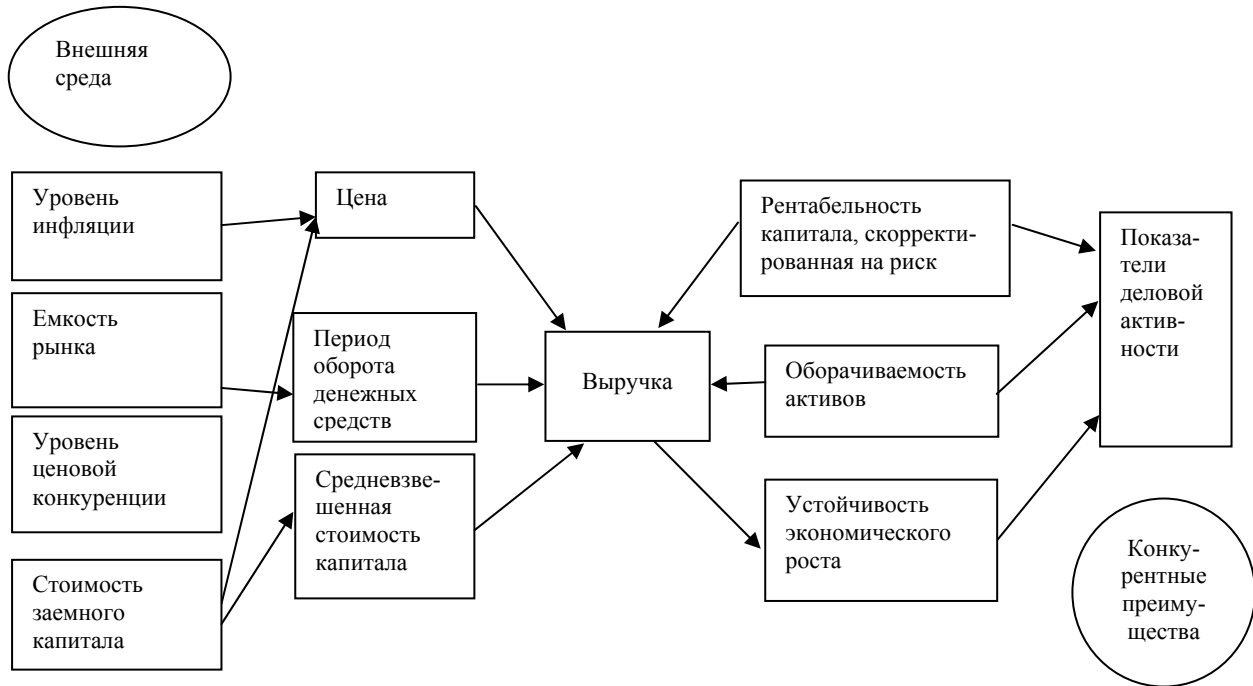 Внешняя
среда
Уровень
инфляции
Емкость
рынка
Уровень
ценовой
конкуренции
Стоимость
заемного
капитала
Цена
Период
оборота
денежных
средств
Средневзве-
шенная
стоимость
капитала
Выручка
Рентабельность
капитала, скорректи-
рованная на риск
Оборачиваемость
активов
Устойчивость
экономического
роста
Показа-
тели
деловой
актив-
ности
Конку-
рентные
преиму-
щества